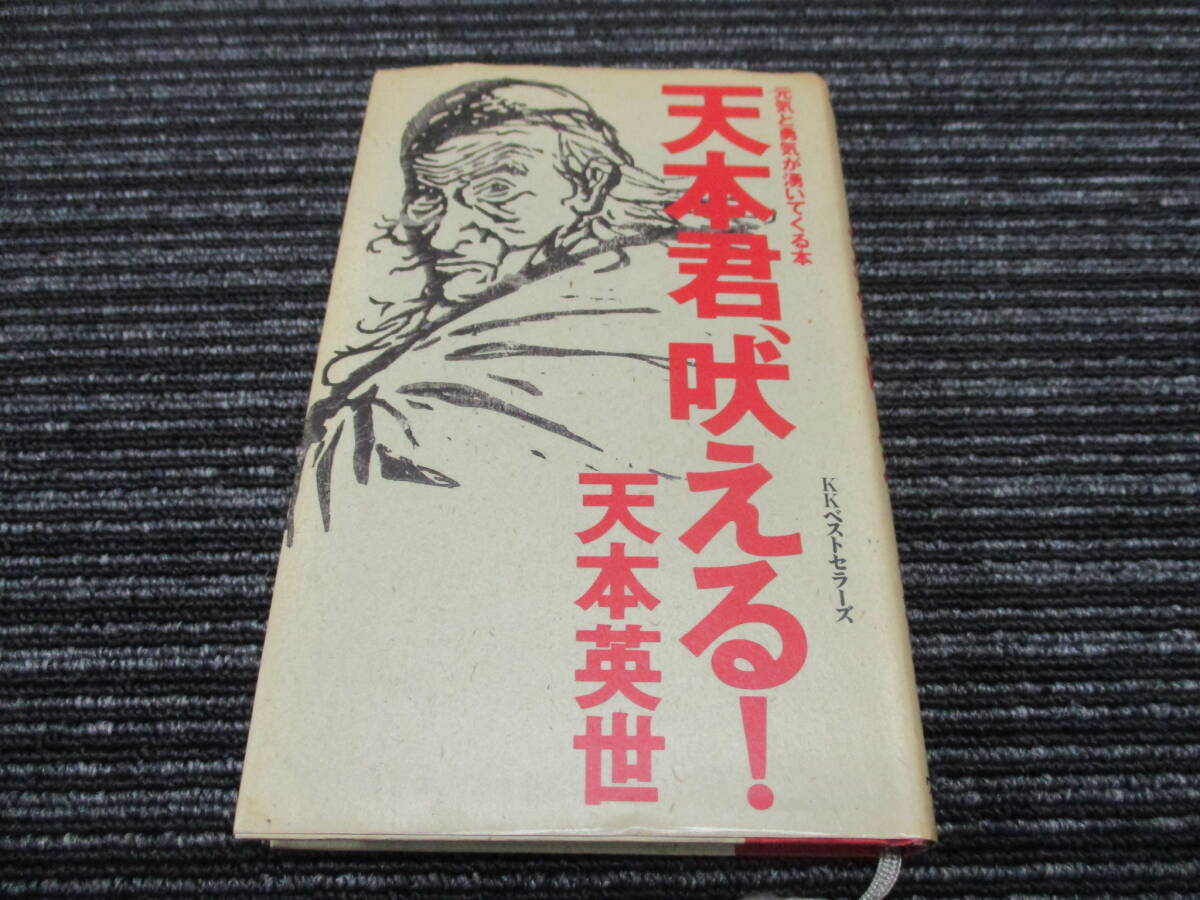 元気と勇気が湧いてくる本
天本君、吠える!
天本英世
KKベストセラーズ